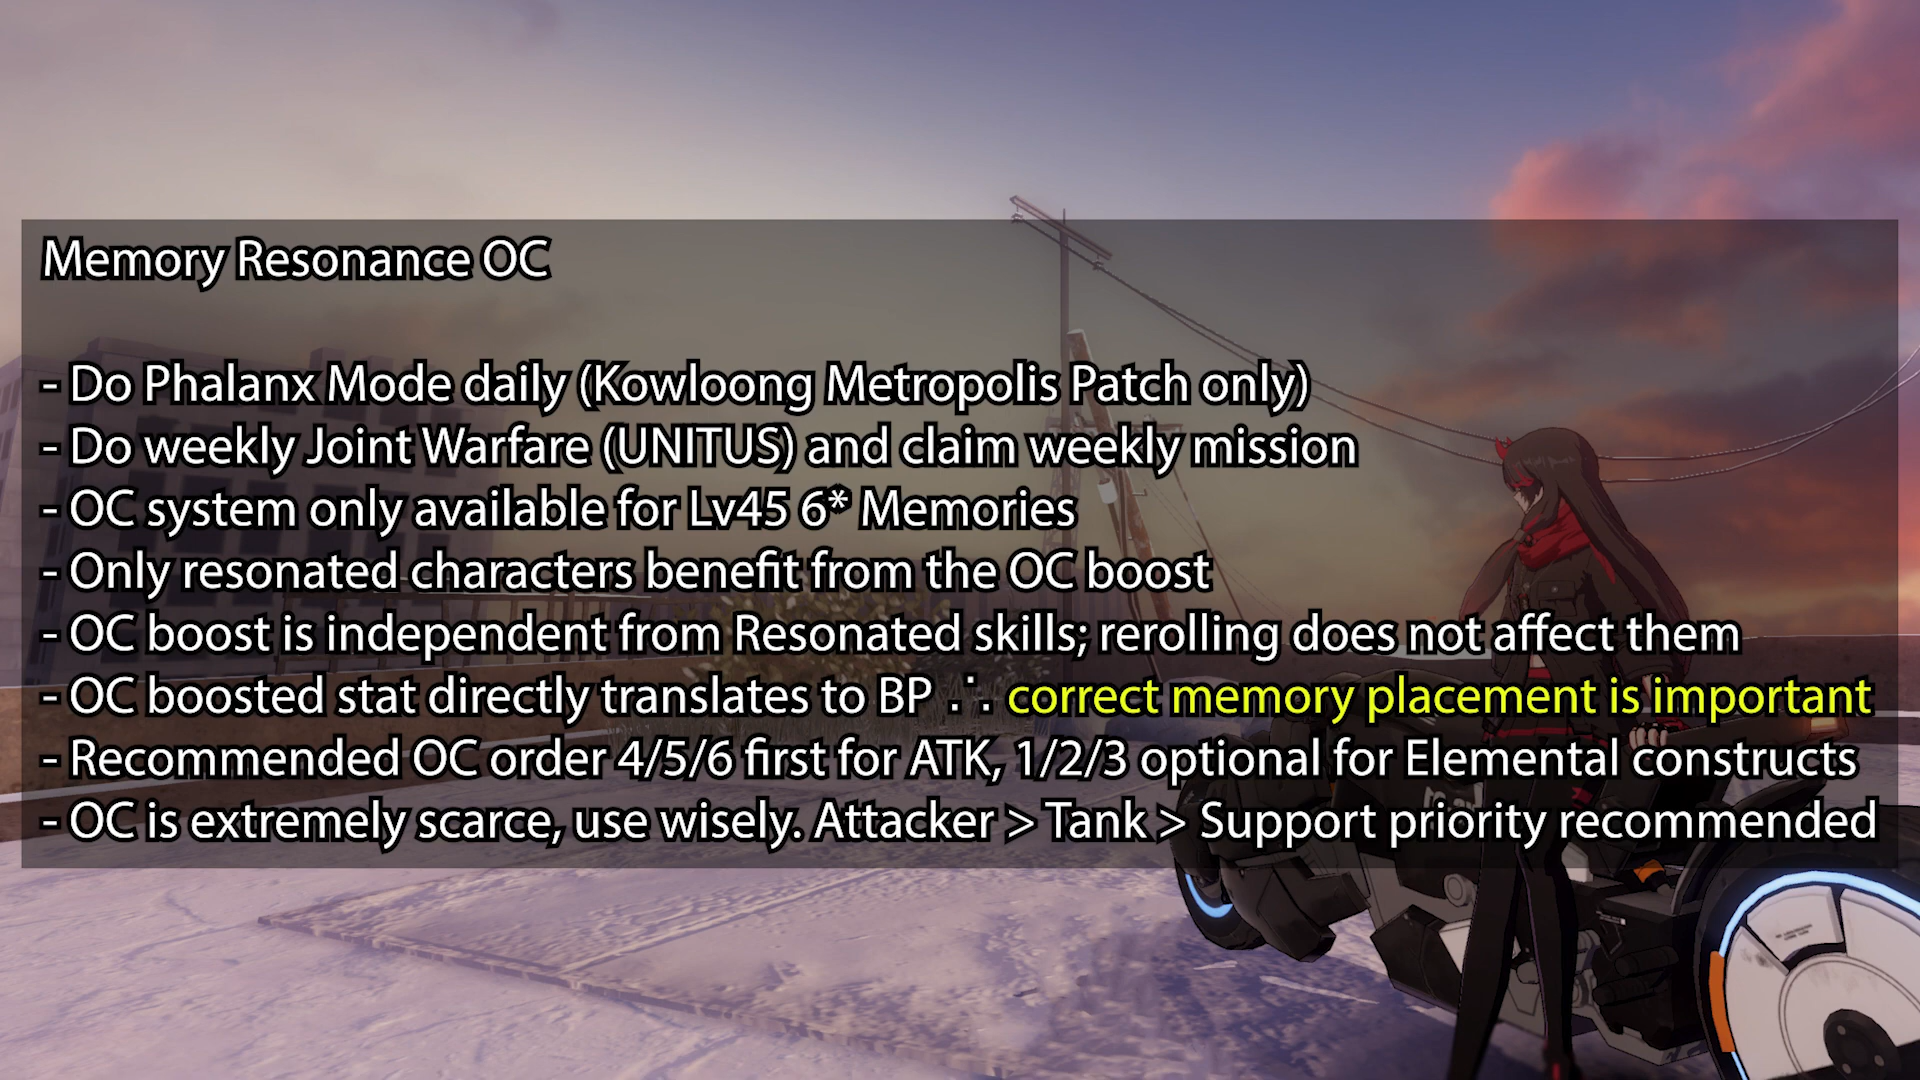 Memory Resonance OC
- Do Phalanx Mode daily (Kowloong Metropolis Patch only)
- Do weekly Joint Warfare (UNITUS) and claim weekly mission
- OC system only available for Lv45 6* Memories
- Only resonated characters benefit from the OC boost
- OC boost is independent from Resonated skills; rerolling does not affect them
- OC boosted stat directly translates to BP ∴ correct memory placement is important
- Recommended OC order 4/5/6 first for ATK, 1/2/3 optional for Elemental constructs
- OC is extremely scarce, use wisely. Attacker > Tank > Support priority recommended